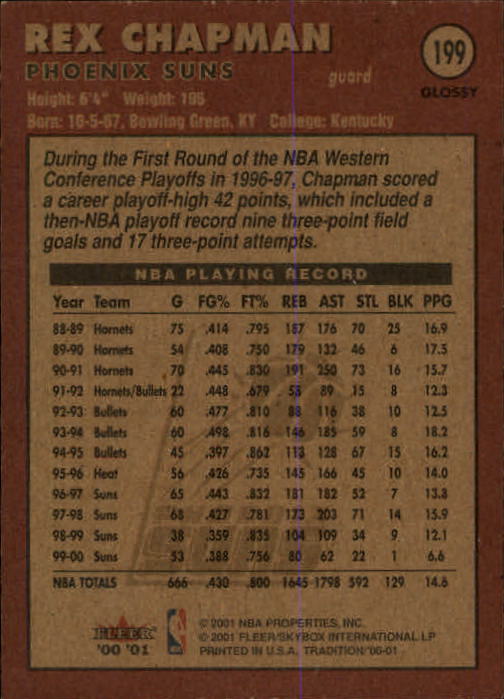 REX CHAPMAN
199
PHOENIX SUNS
guard
GLOSSY
Height: 6'4" Weight: 195
Born: 10-5-67, Bowling Green, KY College: Kentucky
During the First Round of the NBA Western
Conference Playoffs in 1996-97, Chapman scored
a career playoff-high 42 points, which included a
then-NBA playoff record nine three-point field
goals and 17 three-point attempts.
NBA PLAYING RECORD
Year Team G FG% FT% REB AST STL BLK PPG
88-89 Hornets 75 .414 .795 187 176 70 25 16.9
89-90 Hornets 54 .408 .750 179 132 46 6 17.5
90-91 Hornets 70 .445 .830 191 250 73 16 15.7
91-92 Hornets/Bullets 22 .448 .679 58 89 15 8 12.3
92-93 Bullets 60 .477 .810 88 116 38 10 12.5
93-94 Bullets 60 .498 .816 146 185 59 8 18.2
94-95 Bullets 45 .397 .862 113 128 67 15 16.2
95-96 Heat 56 .426 .735 145 166 45 10 14.0
96-97 Suns 65 .443 .832 181 182 52 7 13.8
97-98 Suns 68 .427 .781 173 203 71 14 15.9
98-99 Suns 38 .359 .835 104 109 34 9 12.1
99-00 Suns 53 .388 .756 80 62 22 1 6.6
NBA TOTALS 666 .430 .800 1645 1798 592 129 14.6
FLEER
'00 '01
© 2001 NBA PROPERTIES, INC.
© 2001 FLEER/SKYBOX INTERNATIONAL LP
PRINTED IN U.S.A. TRADITION'00-01